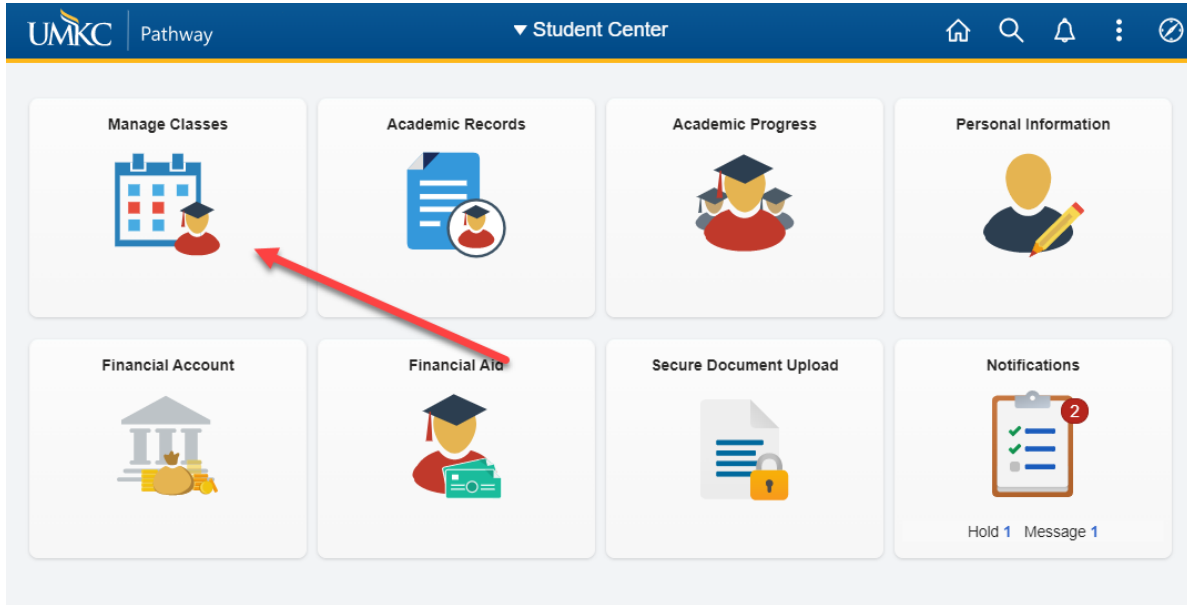 UMKC Pathway ▼ Student Center
Manage Classes
Academic Records
Academic Progress
Personal Information
Financial Account
Financial Aid
Secure Document Upload
Notifications
2
Hold 1 Message 1